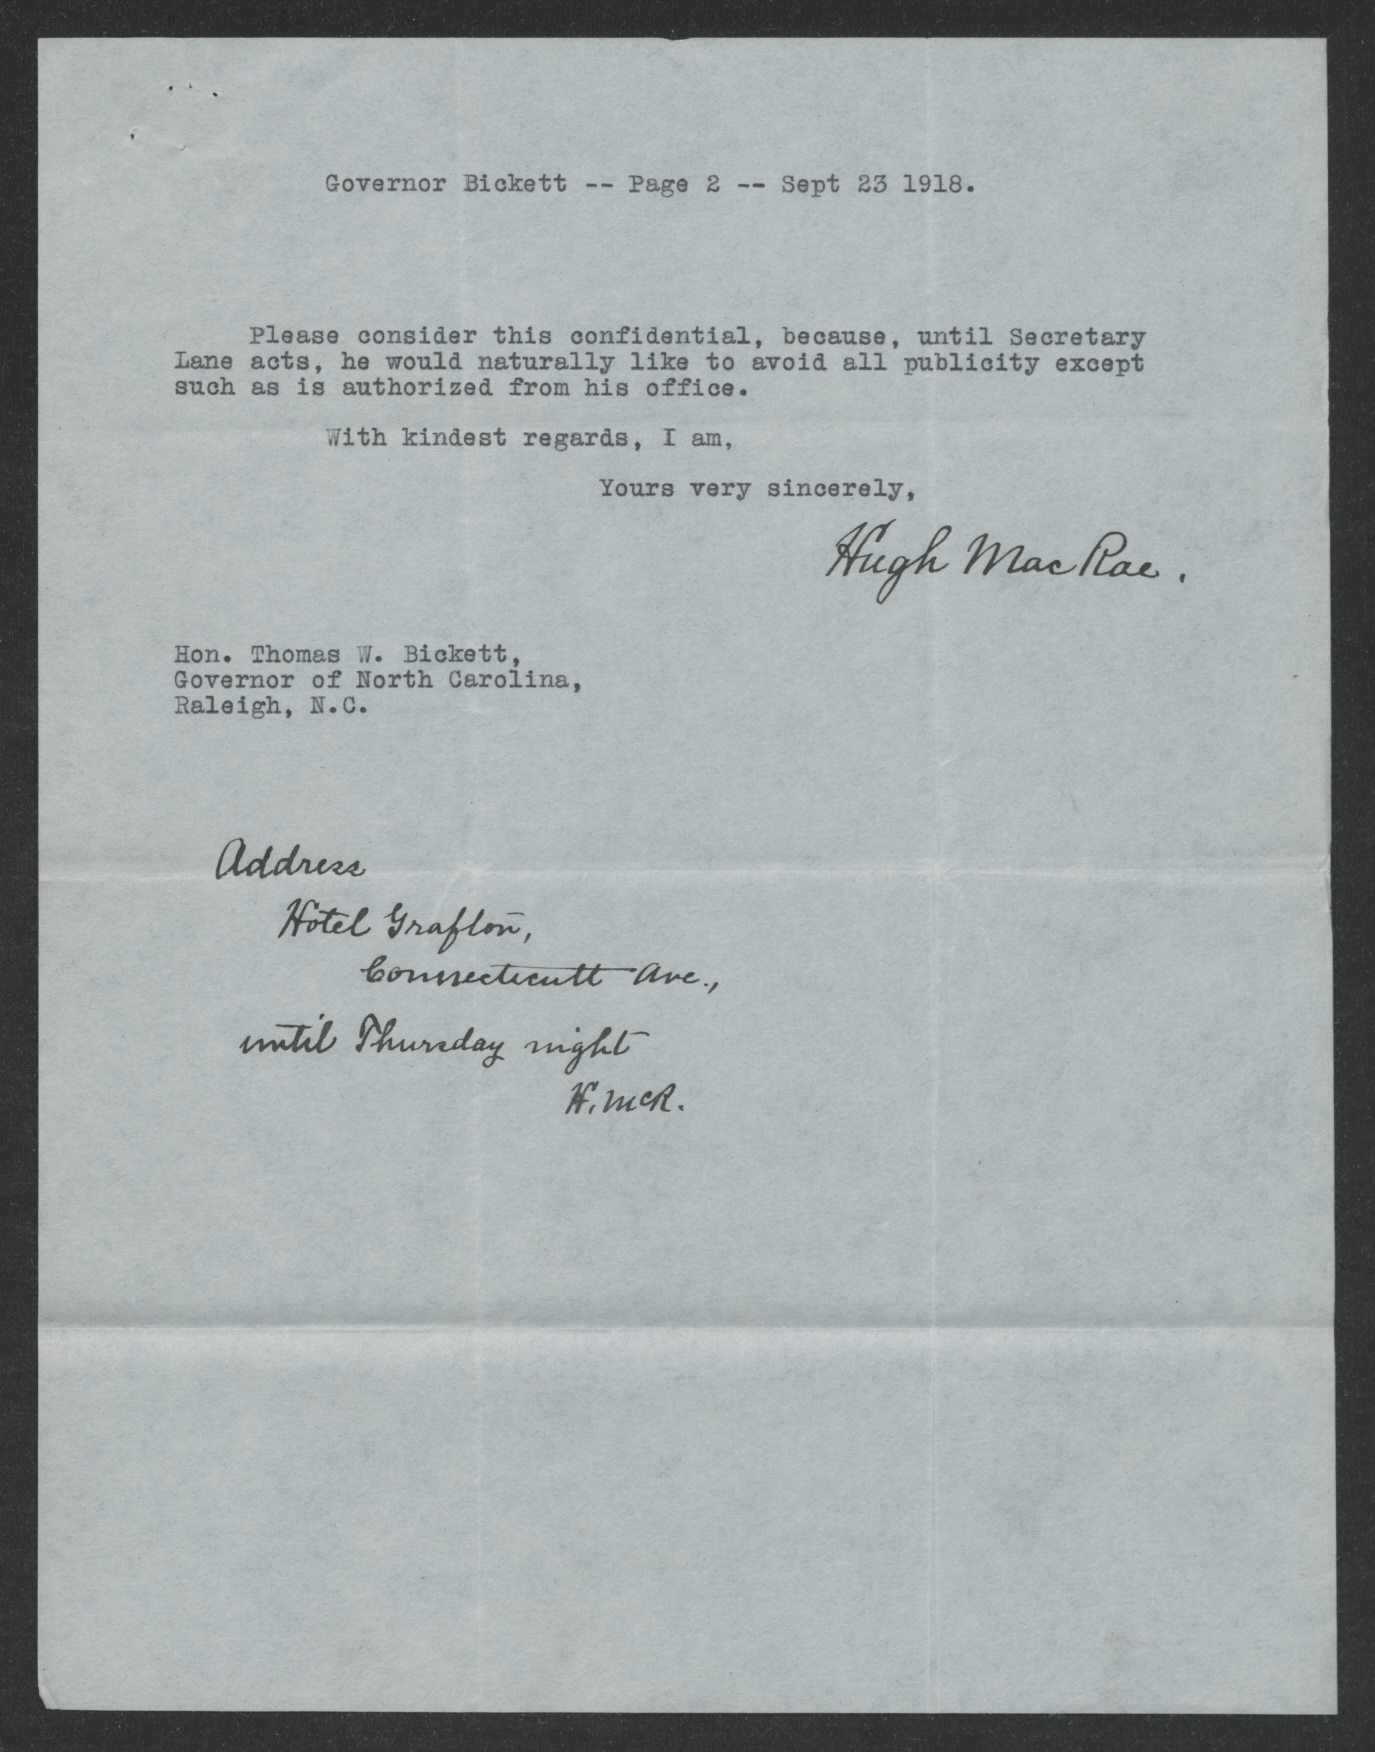 Governor Bickett -- Page 2 -- Sept 23 1918.
Please consider this confidential, because, until Secretary
Lane acts, he would naturally like to avoid all publicity except
such as is authorized from his office.
With kindest regards, I am,
Yours very sincerely,
Hugh MacRae.
Hon. Thomas W. Bickett,
Governor of North Carolina,
Raleigh, N.C.
Address
Hotel Grafton,
Connecticutt Ave.,
until Thursday night
H. McR.